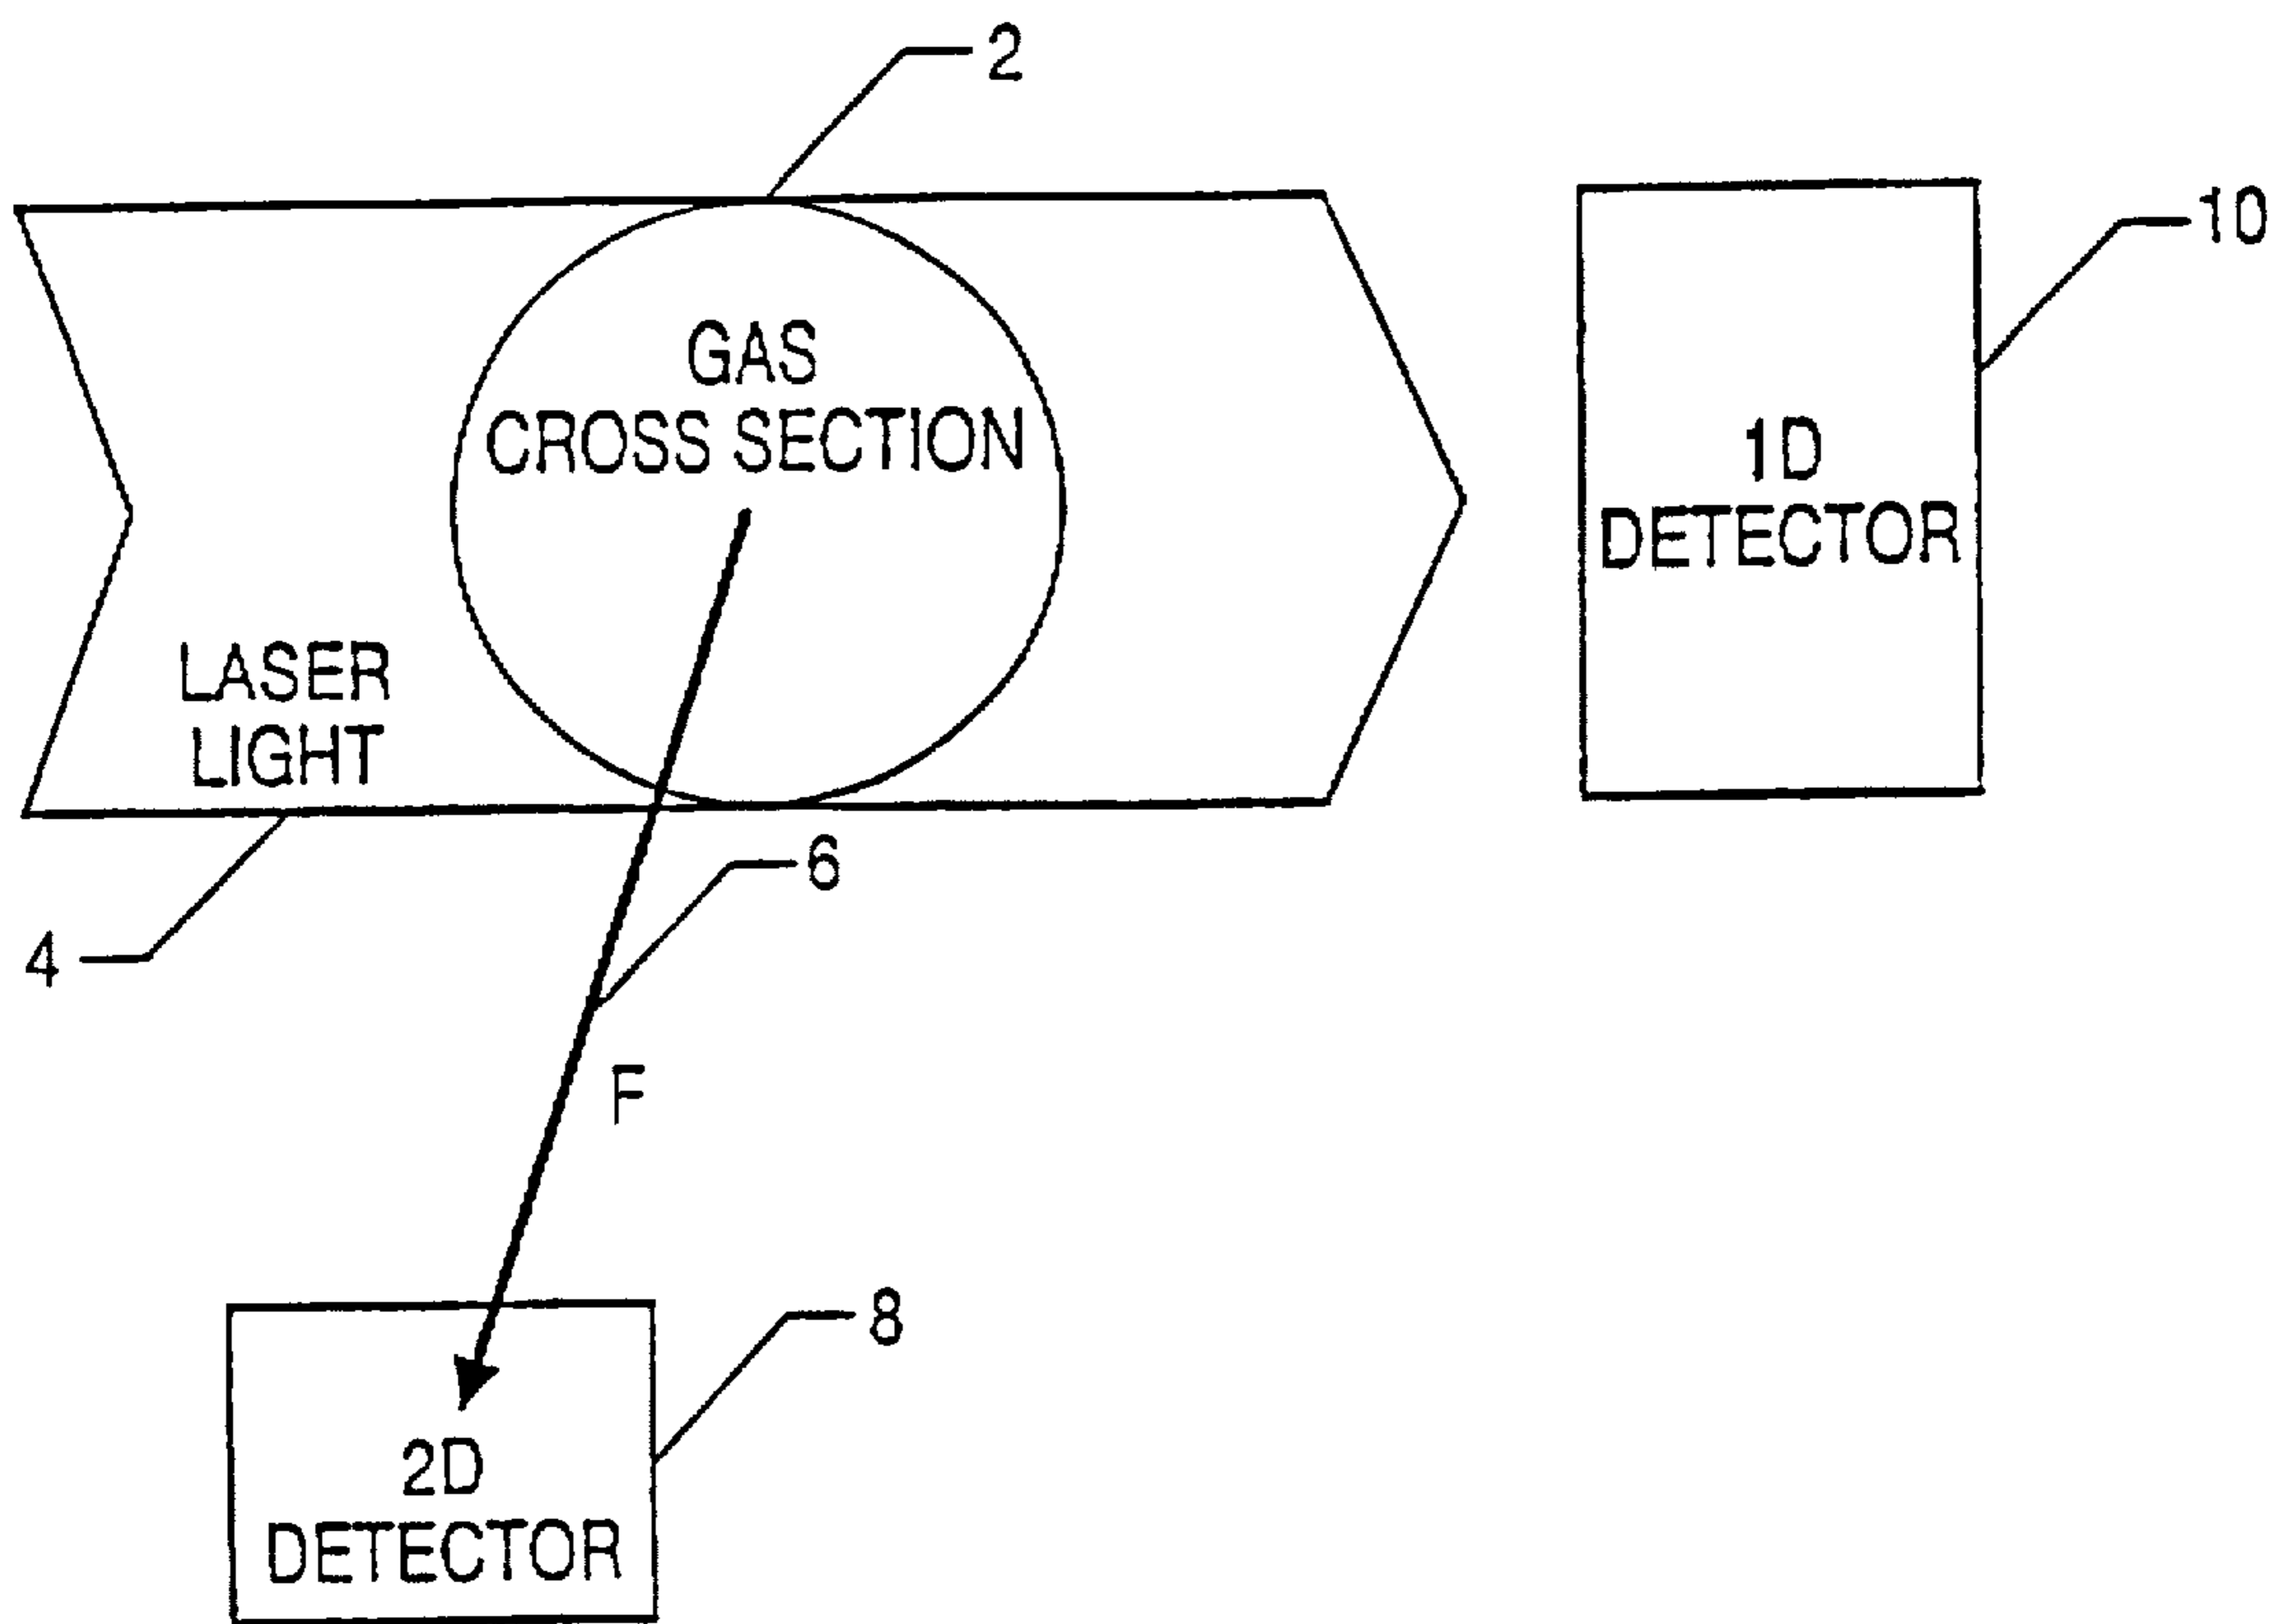 2
10
GAS
CROSS SECTION
1D
DETECTOR
LASER
LIGHT
6
4
F
8
2D
DETECTOR